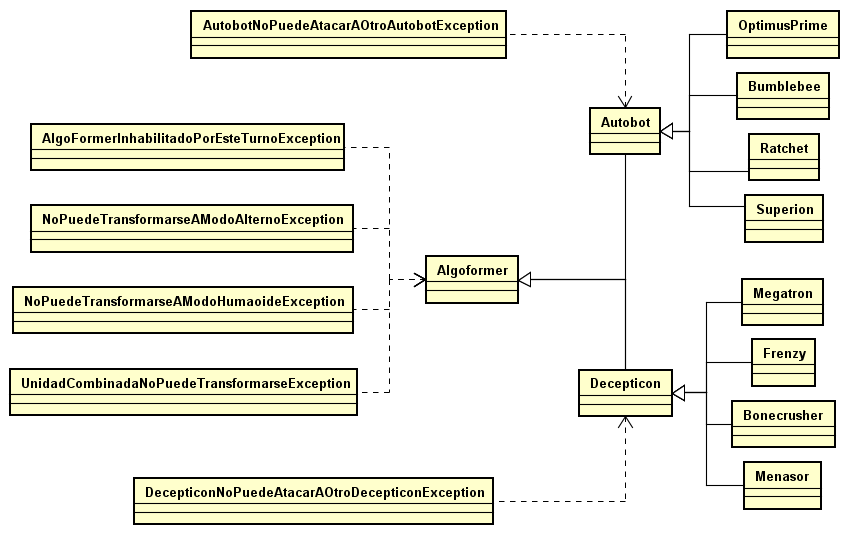 AutobotNoPuedeAtacarAOtroAutobotException
OptimusPrime
Bumblebee
Autobot
AlgoFormerInhabilitadoPorEsteTurnoException
Ratchet
NoPuedeTransformarseAModoAlternoException
Superion
Algoformer
NoPuedeTransformarseAModoHumaoideException
Megatron
Frenzy
UnidadCombinadaNoPuedeTransformarseException
Decepticon
Bonecrusher
Menasor
DecepticonNoPuedeAtacarAOtroDecepticonException